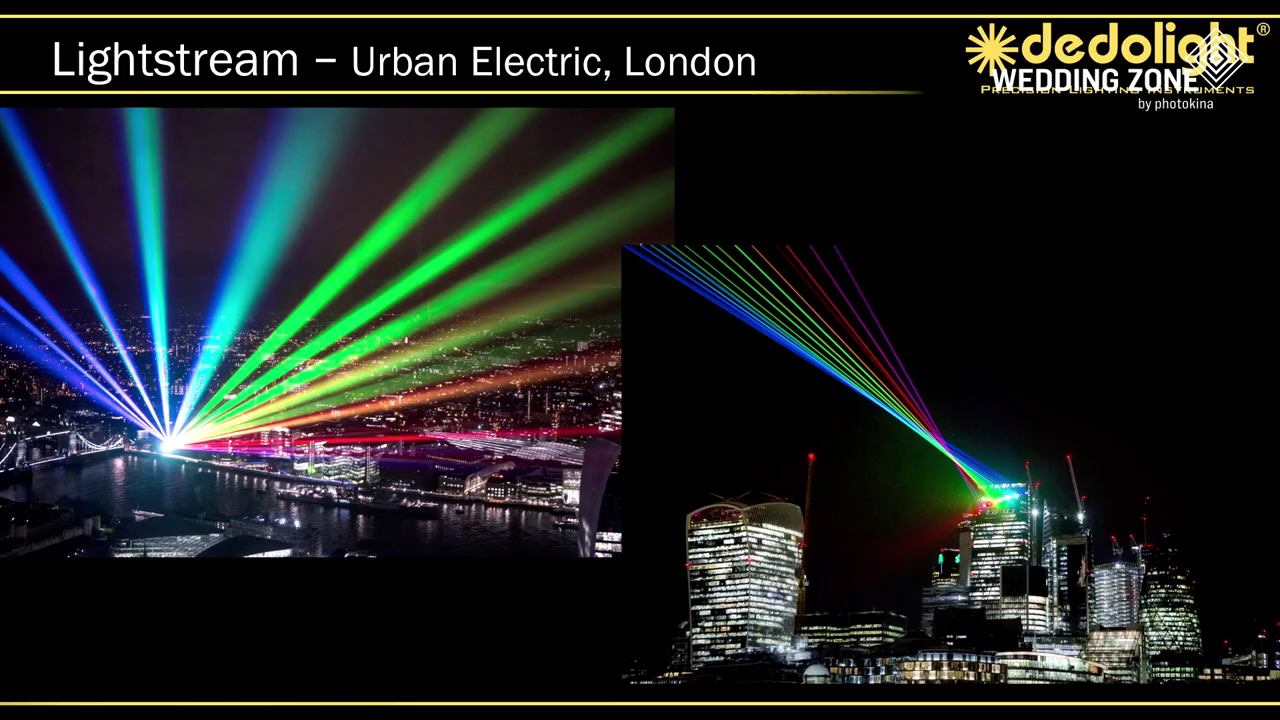 Lightstream – Urban Electric, London
dedolight®
PRECISION LIGHTING INSTRUMENTS
WEDDING ZONE
by photokina